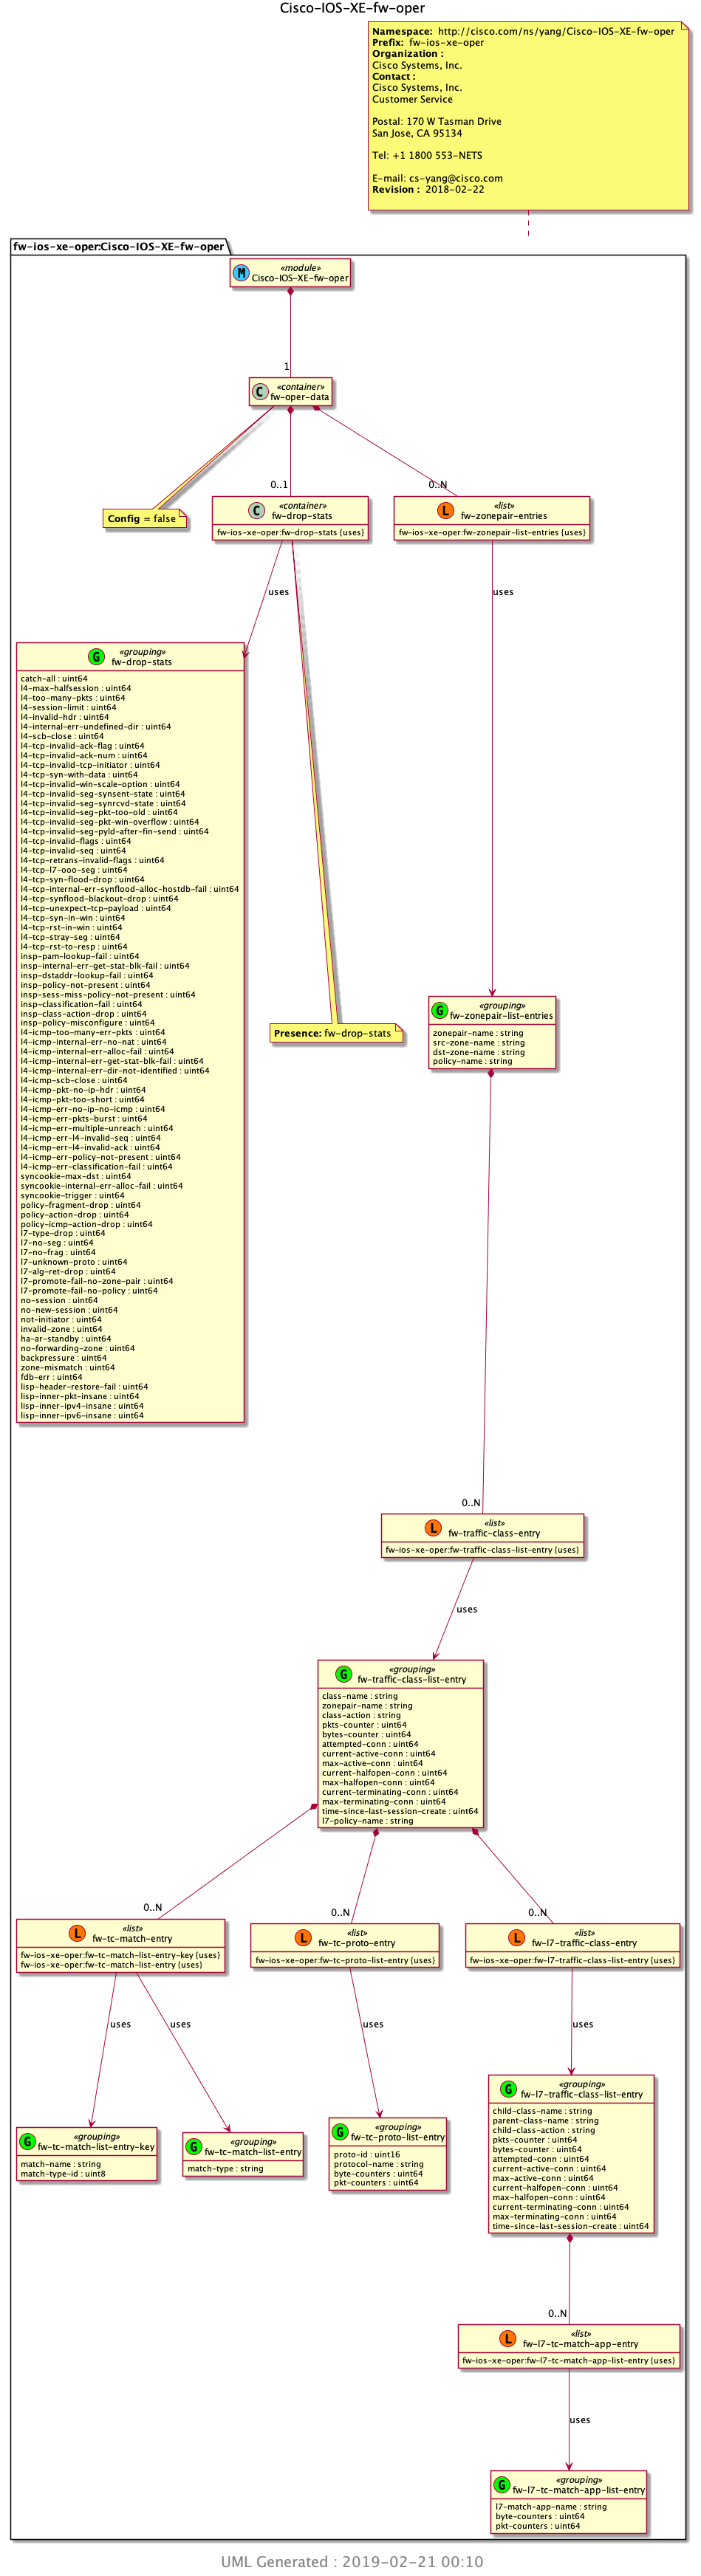 Cisco-IOS-XE-fw-oper
Namespace: http://cisco.com/ns/yang/Cisco-IOS-XE-fw-oper
Prefix: fw-ios-xe-oper
Organization :
Cisco Systems, Inc.
Contact :
Cisco Systems, Inc.
Customer Service
Postal: 170 W Tasman Drive
San Jose, CA 95134
Tel: +1 1800 553-NETS
E-mail: cs-yang@cisco.com
Revision : 2018-02-22
fw-ios-xe-oper:Cisco-IOS-XE-fw-oper
M
«module»
Cisco-IOS-XE-fw-oper
1
C
«container»
fw-oper-data
0..1
0..N
Config = false
C
«container»
fw-drop-stats
fw-ios-xe-oper:fw-drop-stats {uses}
L
«list»
fw-zonepair-entries
fw-ios-xe-oper:fw-zonepair-list-entries {uses}
uses
uses
G
«grouping»
fw-drop-stats
catch-all : uint64
l4-max-halfsession : uint64
l4-too-many-pkts : uint64
l4-session-limit : uint64
l4-invalid-hdr : uint64
l4-internal-err-undefined-dir : uint64
l4-scb-close : uint64
l4-tcp-invalid-ack-flag : uint64
l4-tcp-invalid-ack-num : uint64
l4-tcp-invalid-tcp-initiator : uint64
l4-tcp-syn-with-data : uint64
l4-tcp-invalid-win-scale-option : uint64
l4-tcp-invalid-seg-synsent-state : uint64
l4-tcp-invalid-seg-synrcvd-state : uint64
l4-tcp-invalid-seg-pkt-too-old : uint64
l4-tcp-invalid-seg-pkt-win-overflow : uint64
l4-tcp-invalid-seg-pyld-after-fin-send : uint64
l4-tcp-invalid-flags : uint64
l4-tcp-invalid-seq : uint64
l4-tcp-retrans-invalid-flags : uint64
l4-tcp-l7-ooo-seg : uint64
l4-tcp-syn-flood-drop : uint64
l4-tcp-internal-err-synflood-alloc-hostdb-fail : uint64
l4-tcp-synflood-blackout-drop : uint64
l4-tcp-unexpect-tcp-payload : uint64
l4-tcp-syn-in-win : uint64
l4-tcp-rst-in-win : uint64
l4-tcp-stray-seg : uint64
l4-tcp-rst-to-resp : uint64
insp-pam-lookup-fail : uint64
insp-internal-err-get-stat-blk-fail : uint64
insp-dstaddr-lookup-fail : uint64
insp-policy-not-present : uint64
insp-sess-miss-policy-not-present : uint64
insp-classification-fail : uint64
insp-class-action-drop : uint64
insp-policy-misconfigure : uint64
l4-icmp-too-many-err-pkts : uint64
l4-icmp-internal-err-no-nat : uint64
l4-icmp-internal-err-alloc-fail : uint64
l4-icmp-internal-err-get-stat-blk-fail : uint64
l4-icmp-internal-err-dir-not-identified : uint64
l4-icmp-scb-close : uint64
l4-icmp-pkt-no-ip-hdr : uint64
l4-icmp-pkt-too-short : uint64
l4-icmp-err-no-ip-no-icmp : uint64
l4-icmp-err-pkts-burst : uint64
l4-icmp-err-multiple-unreach : uint64
l4-icmp-err-l4-invalid-seq : uint64
l4-icmp-err-l4-invalid-ack : uint64
l4-icmp-err-policy-not-present : uint64
l4-icmp-err-classification-fail : uint64
syncookie-max-dst : uint64
syncookie-internal-err-alloc-fail : uint64
syncookie-trigger : uint64
policy-fragment-drop : uint64
policy-action-drop : uint64
policy-icmp-action-drop : uint64
l7-type-drop : uint64
l7-no-seg : uint64
l7-no-frag : uint64
l7-unknown-proto : uint64
l7-alg-ret-drop : uint64
l7-promote-fail-no-zone-pair : uint64
l7-promote-fail-no-policy : uint64
no-session : uint64
no-new-session : uint64
not-initiator : uint64
invalid-zone : uint64
ha-ar-standby : uint64
no-forwarding-zone : uint64
backpressure : uint64
zone-mismatch : uint64
fdb-err : uint64
lisp-header-restore-fail : uint64
lisp-inner-pkt-insane : uint64
lisp-inner-ipv4-insane : uint64
lisp-inner-ipv6-insane : uint64
Presence: fw-drop-stats
G
«grouping»
fw-zonepair-list-entries
zonepair-name : string
src-zone-name : string
dst-zone-name : string
policy-name : string
0..N
L
«list»
fw-traffic-class-entry
fw-ios-xe-oper:fw-traffic-class-list-entry {uses}
uses
G
«grouping»
fw-traffic-class-list-entry
class-name : string
zonepair-name : string
class-action : string
pkts-counter : uint64
bytes-counter : uint64
attempted-conn : uint64
current-active-conn : uint64
max-active-conn : uint64
current-halfopen-conn : uint64
max-halfopen-conn : uint64
current-terminating-conn : uint64
max-terminating-conn : uint64
time-since-last-session-create : uint64
l7-policy-name : string
0..N
0..N
0..N
L
«list»
fw-tc-match-entry
fw-ios-xe-oper:fw-tc-match-list-entry-key {uses}
fw-ios-xe-oper:fw-tc-match-list-entry {uses}
L
«list»
fw-tc-proto-entry
fw-ios-xe-oper:fw-tc-proto-list-entry {uses}
L
«list»
fw-l7-traffic-class-entry
fw-ios-xe-oper:fw-l7-traffic-class-list-entry {uses}
uses
uses
uses
uses
G
«grouping»
fw-tc-match-list-entry-key
match-name : string
match-type-id : uint8
G
«grouping»
fw-tc-match-list-entry
match-type : string
G
«grouping»
fw-tc-proto-list-entry
proto-id : uint16
protocol-name : string
byte-counters : uint64
pkt-counters : uint64
G
«grouping»
fw-l7-traffic-class-list-entry
child-class-name : string
parent-class-name : string
child-class-action : string
pkts-counter : uint64
bytes-counter : uint64
attempted-conn : uint64
current-active-conn : uint64
max-active-conn : uint64
current-halfopen-conn : uint64
max-halfopen-conn : uint64
current-terminating-conn : uint64
max-terminating-conn : uint64
time-since-last-session-create : uint64
0..N
L
«list»
fw-l7-tc-match-app-entry
fw-ios-xe-oper:fw-l7-tc-match-app-list-entry {uses}
uses
G
«grouping»
fw-l7-tc-match-app-list-entry
l7-match-app-name : string
byte-counters : uint64
pkt-counters : uint64
UML Generated : 2019-02-21 00:10